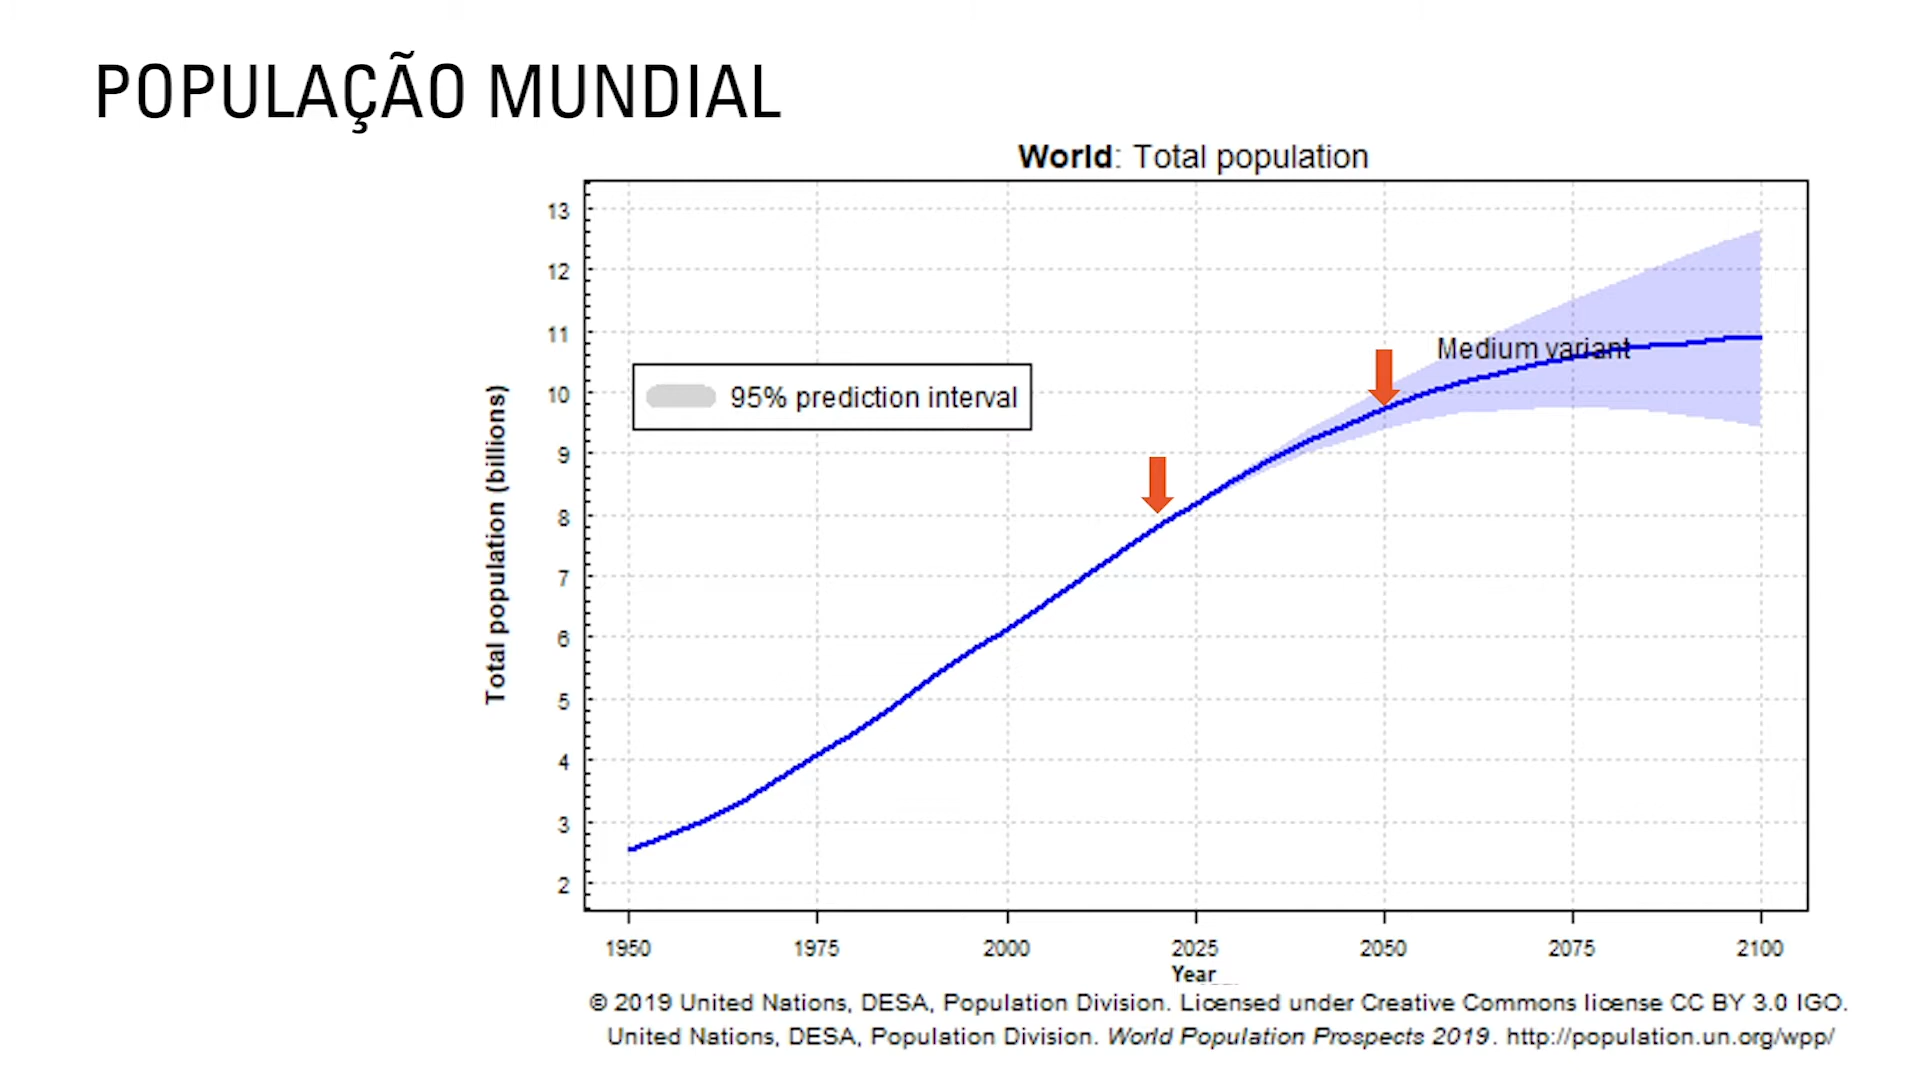 POPULAÇÃO MUNDIAL
World: Total population
13
12
11
10
9
8
7
6
5
4
3
2
Total population (billions)
95% prediction interval
Medium variant
1950 1975 2000 2025 2050 2075 2100
Year
© 2019 United Nations, DESA, Population Division. Licensed under Creative Commons license CC BY 3.0 IGO.
United Nations, DESA, Population Division. World Population Prospects 2019. http://population.un.org/wpp/